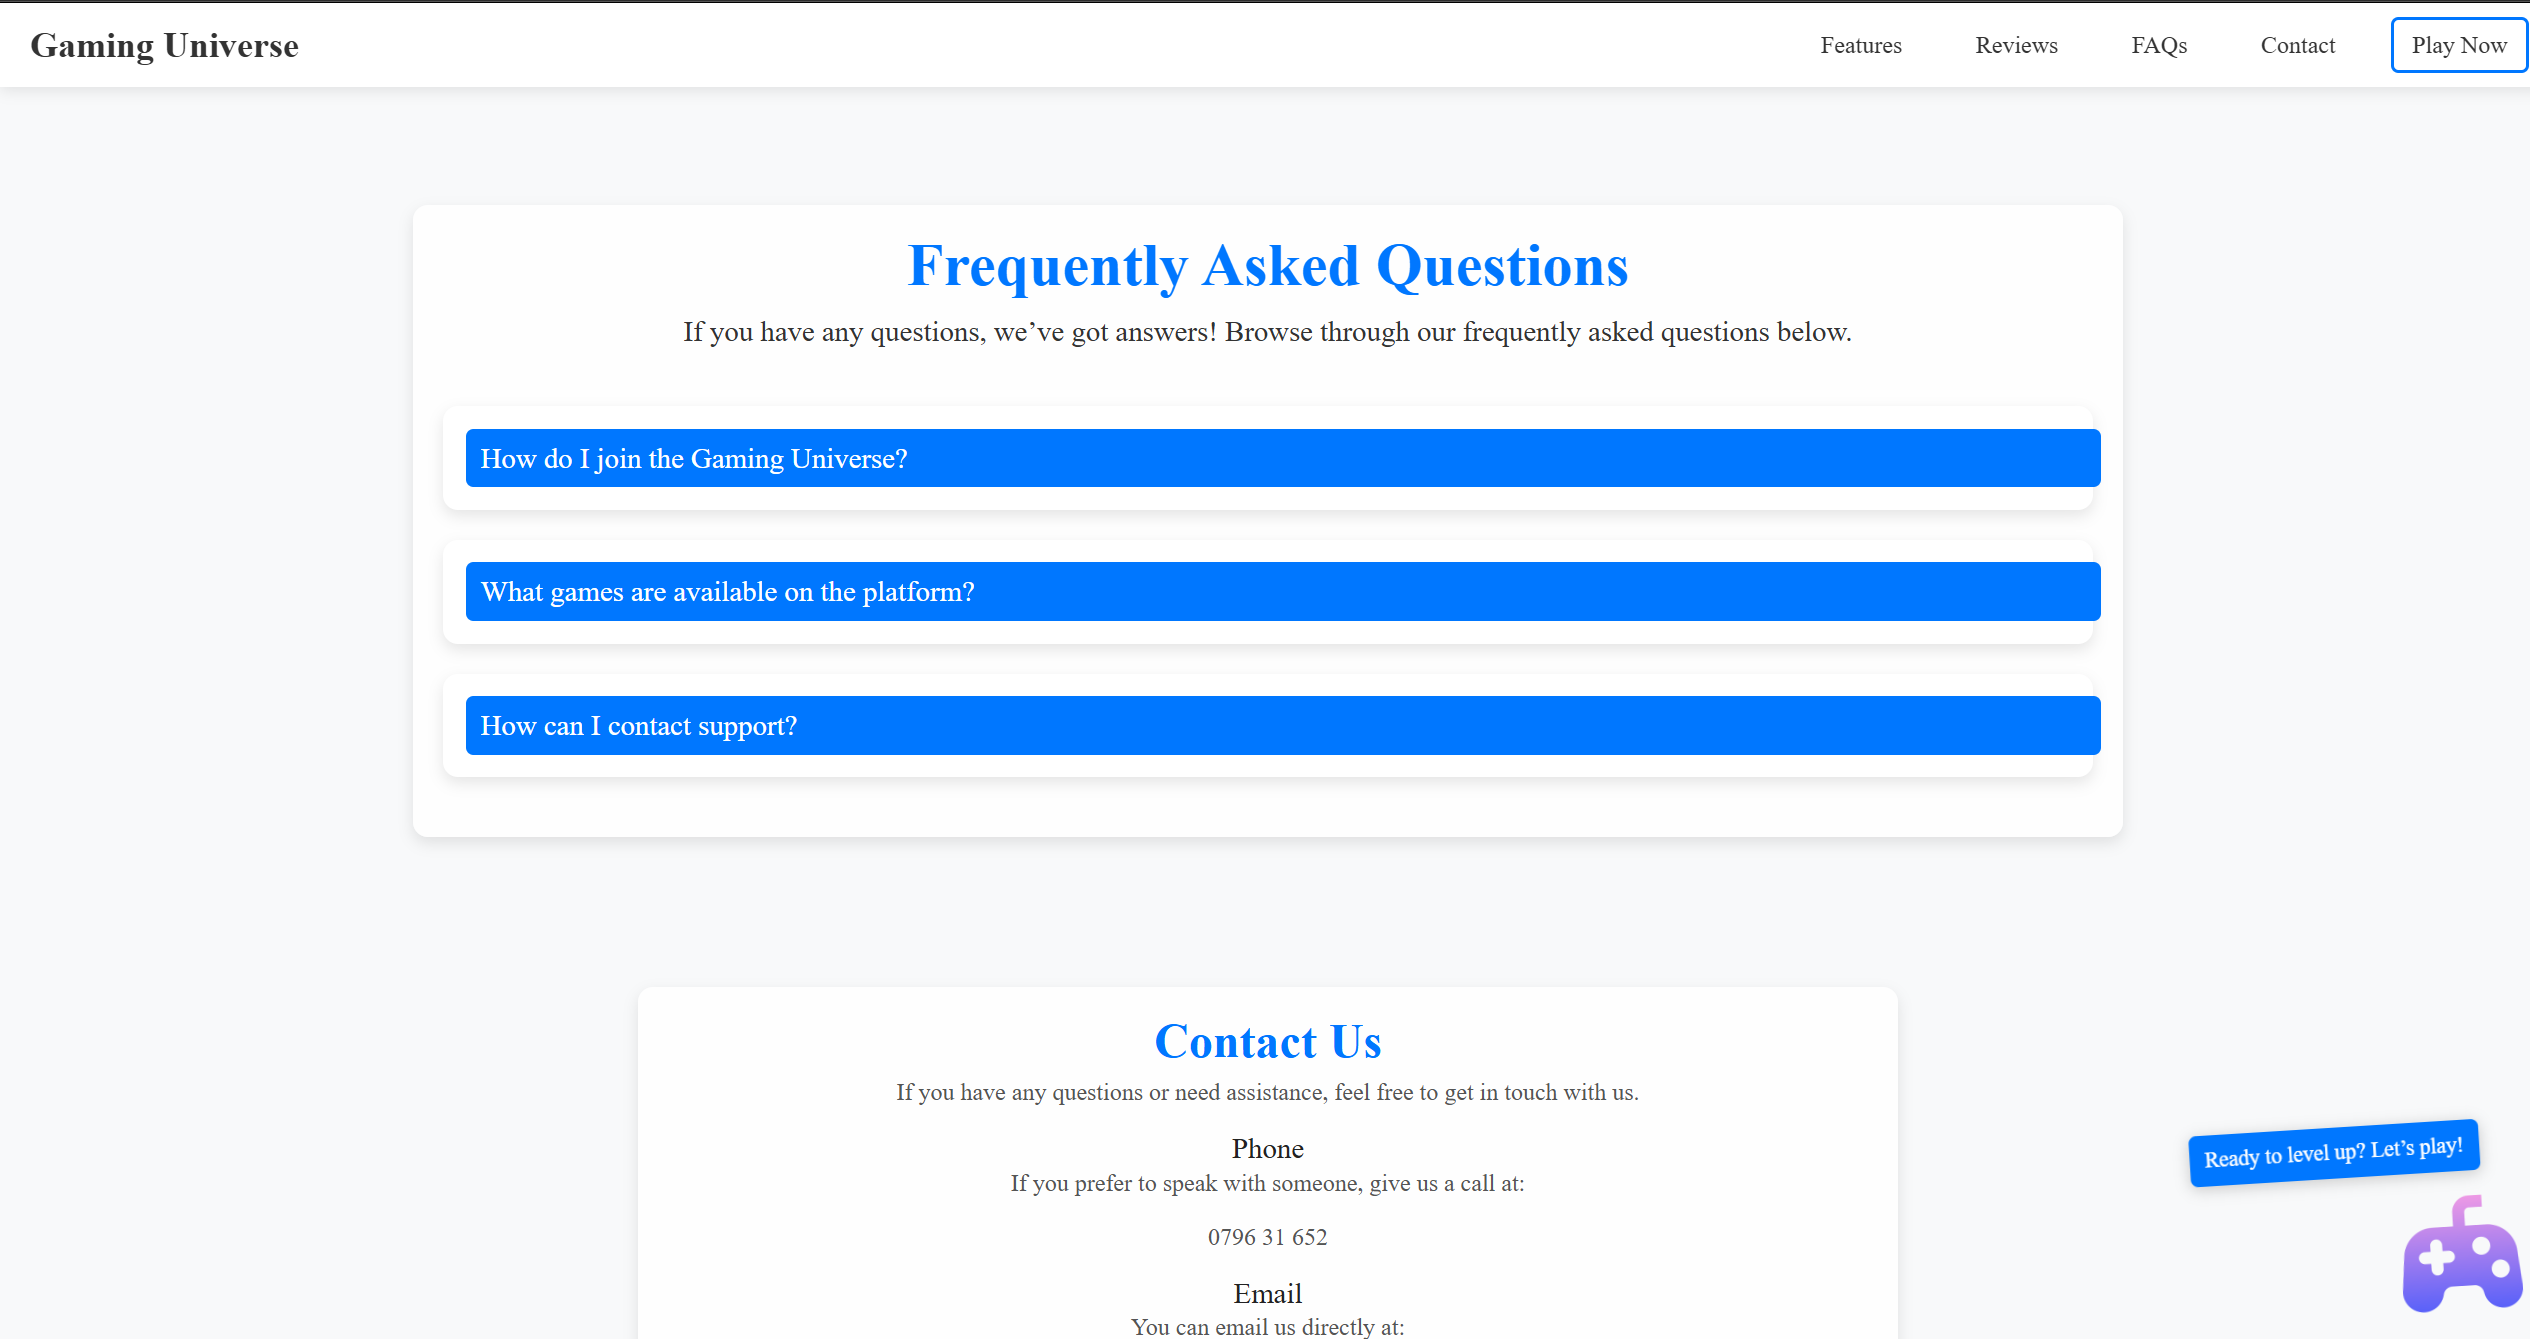 Gaming Universe
Features
Reviews
FAQs
Contact
Play Now
Frequently Asked Questions
If you have any questions, we’ve got answers! Browse through our frequently asked questions below.
How do I join the Gaming Universe?
What games are available on the platform?
How can I contact support?
Contact Us
If you have any questions or need assistance, feel free to get in touch with us.
Phone
If you prefer to speak with someone, give us a call at:
0796 31 652
Email
You can email us directly at:
Ready to level up? Let’s play!